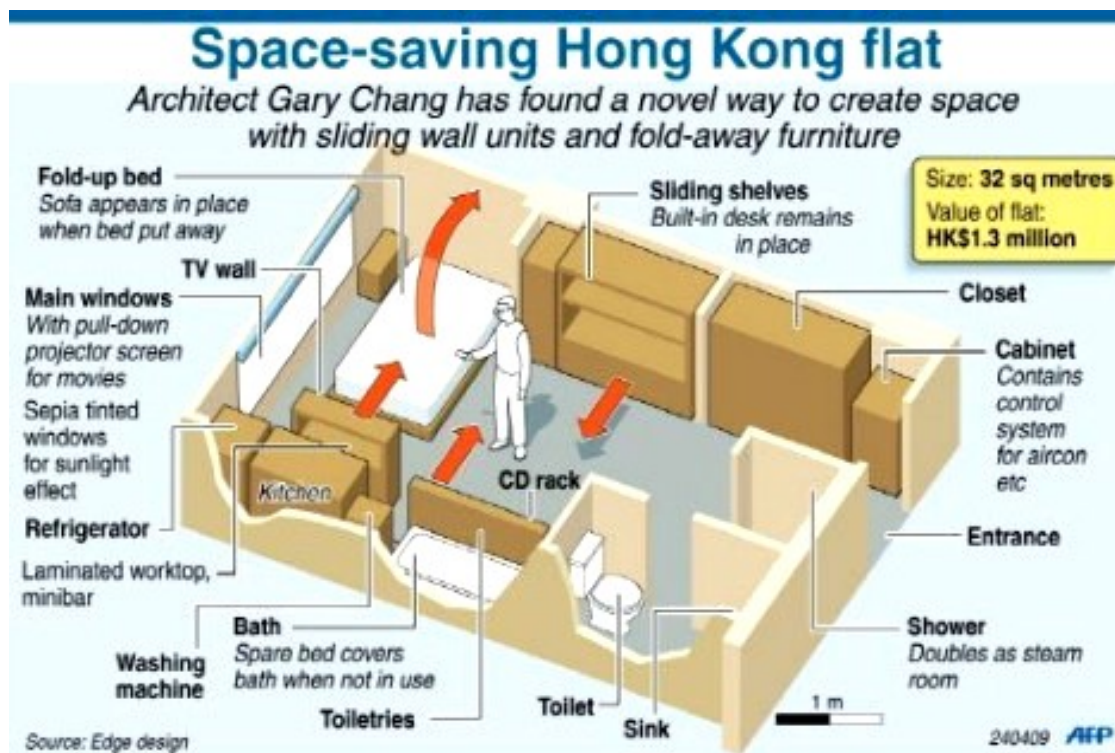 Space-saving Hong Kong flat
Architect Gary Chang has found a novel way to create space
with sliding wall units and fold-away furniture
Fold-up bed
Sofa appears in place
when bed put away
TV wall
Main windows
With pull-down
projector screen
for movies
Sepia tinted
windows
for sunlight
effect
Refrigerator
Laminated worktop,
minibar
Washing
machine
Kitchen
Bath
Spare bed covers
bath when not in use
Toiletries
CD rack
Toilet
Sink
Sliding shelves
Built-in desk remains
in place
Size: 32 sq metres
Value of flat:
HK$1.3 million
Closet
Cabinet
Contains
control
system
for aircon
etc
Entrance
Shower
Doubles as steam
room
1 m
Source: Edge design
240409 AFP